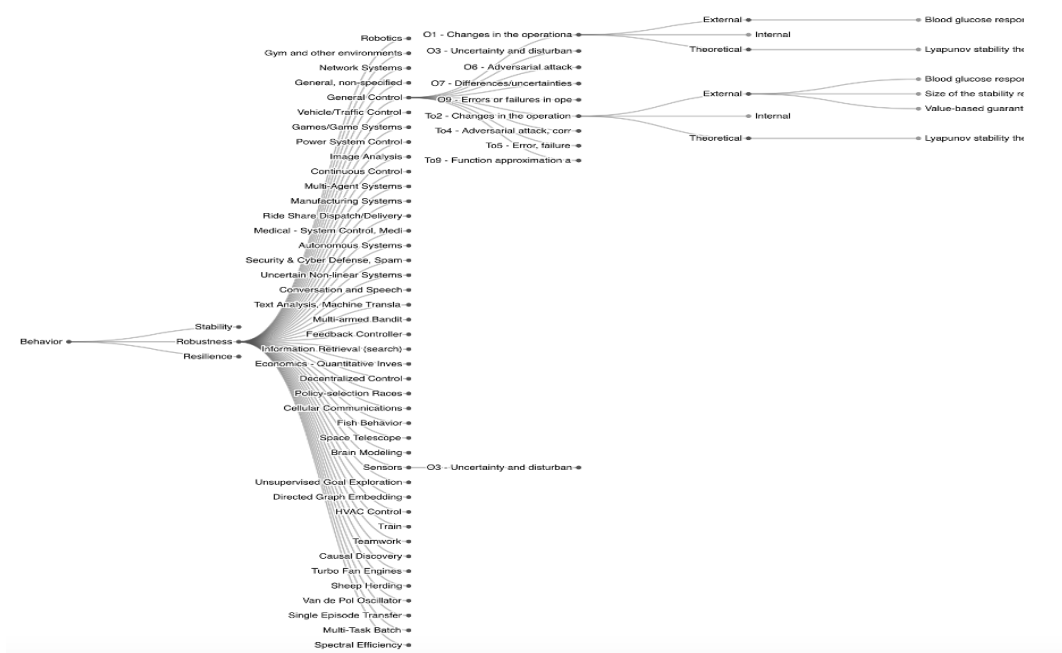 Behavior
Stability
Robustness
Resilience
Robotics
Gym and other environments
Network Systems
General, non-specified
General Control
Vehicle/Traffic Control
Games/Game Systems
Power System Control
Image Analysis
Continuous Control
Multi-Agent Systems
Manufacturing Systems
Ride Share Dispatch/Delivery
Medical - System Control, Medi
Autonomous Systems
Security & Cyber Defense, Spam
Uncertain Non-linear Systems
Conversation and Speech
Text Analysis, Machine Transla
Multi-armed Bandit
Feedback Controller
Information Retrieval (search)
Economics - Quantitative Inves
Decentralized Control
Policy-selection Races
Cellular Communications
Fish Behavior
Space Telescope
Brain Modeling
Sensors
Unsupervised Goal Exploration
Directed Graph Embedding
HVAC Control
Train
Teamwork
Causal Discovery
Turbo Fan Engines
Sheep Herding
Van de Pol Oscillator
Single Episode Transfer
Multi-Task Batch
Spectral Efficiency
O1 - Changes in the operationa
O3 - Uncertainty and disturban
O6 - Adversarial attack
O7 - Differences/uncertainties
O9 - Errors or failures in ope
To2 - Changes in the operation
To4 - Adversarial attack, corr
To5 - Error, failure
To9 - Function approximation a
O3 - Uncertainty and disturban
External
Internal
Theoretical
External
Internal
Theoretical
Blood glucose respor
Lyapunov stability the
Blood glucose respor
Size of the stability re
Value-based guarant
Lyapunov stability the